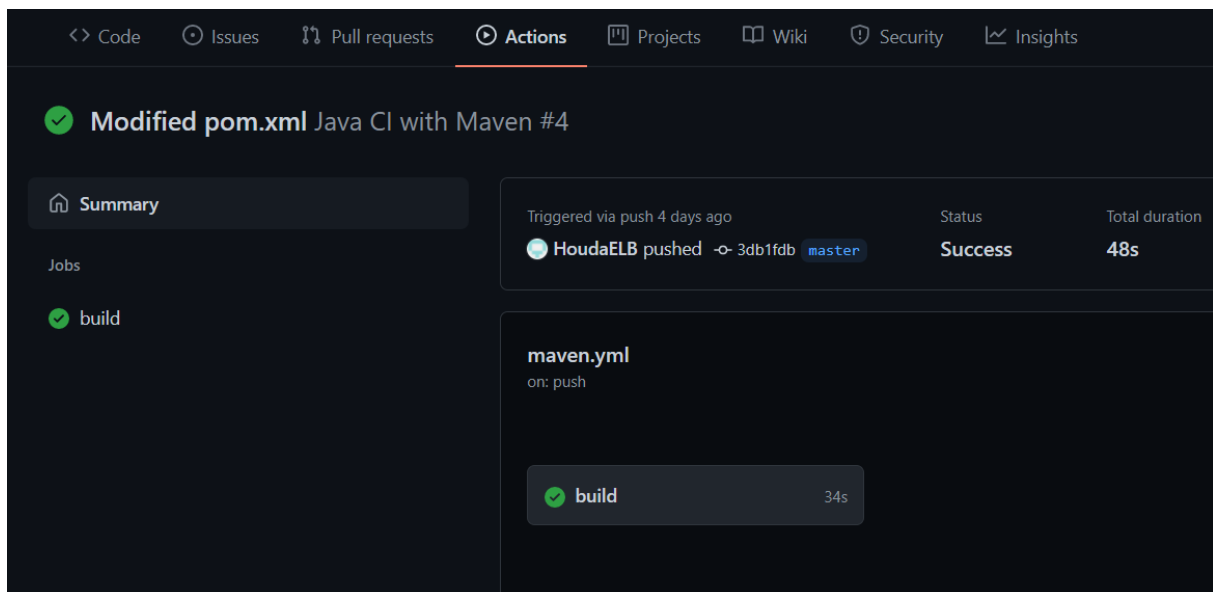 Code Issues Pull requests Actions Projects Wiki Security Insights
Modified pom.xml Java CI with Maven #4
Summary
Jobs
build
Triggered via push 4 days ago
HoudaELB pushed 3db1fdb master
Status
Success
Total duration
48s
maven.yml
on: push
build 34s